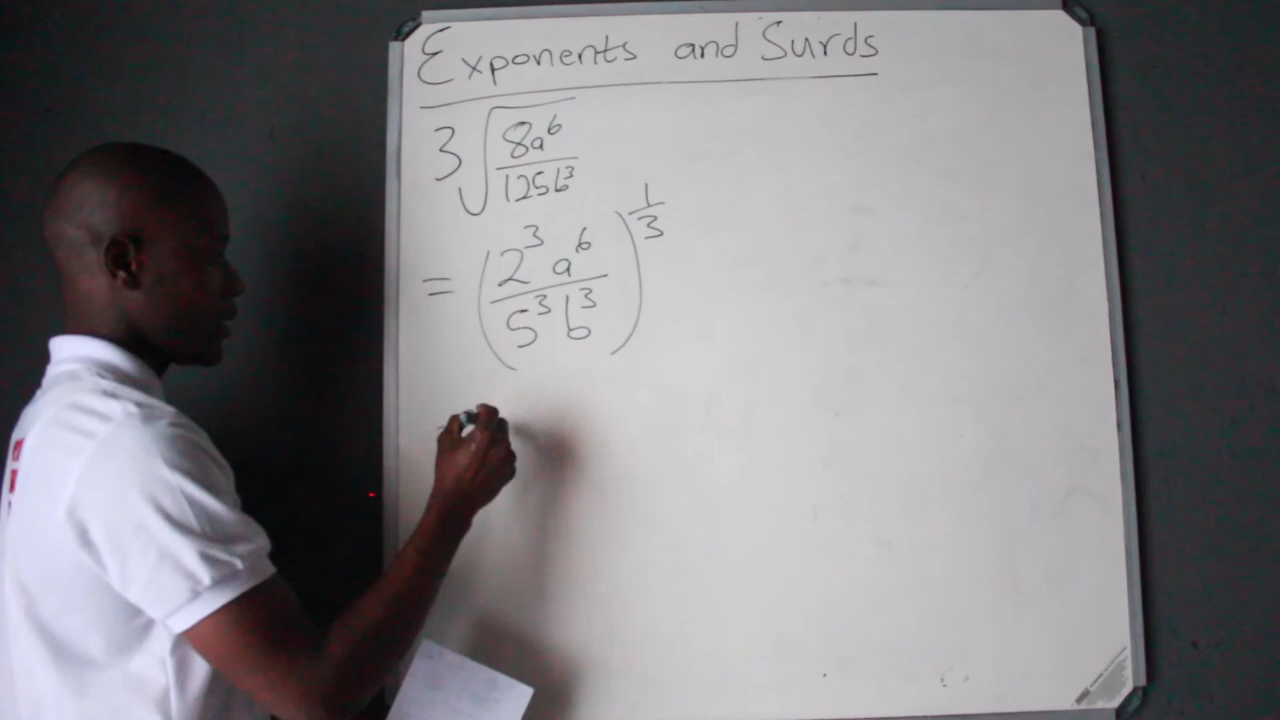 Exponents and Surds
3√(8a⁶/125b³)
= (2³a⁶/5³b³)^(1/3)